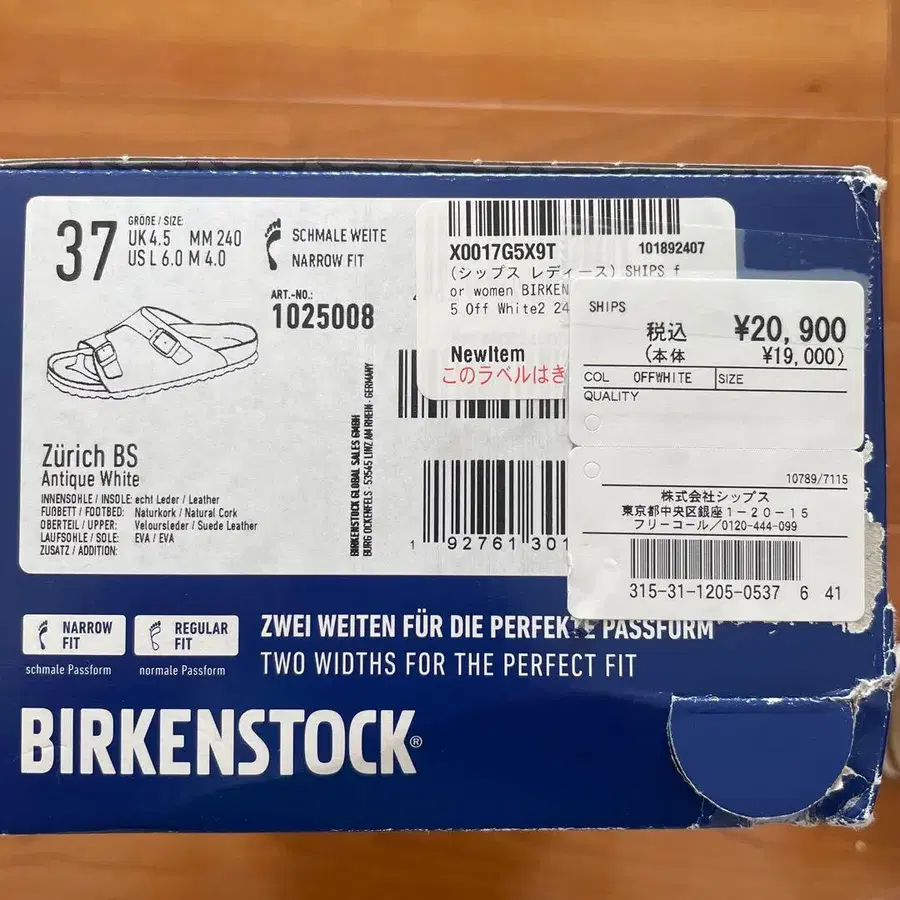 37
GRÖßE / SIZE:
UK 4.5 MM 240
US L 6.0 M 4.0
SCHMALE WEITE
NARROW FIT
ART.-NO.:
1025008
Zürich BS
Antique White
INNENSOHLE / INSOLE: echt Leder / Leather
FUßBETT / FOOTBED: Naturkork / Natural Cork
OBERTEIL / UPPER: Veloursleder / Suede Leather
LAUFSOHLE / SOLE: EVA / EVA
ZUSATZ / ADDITION:
BIRKENSTOCK GLOBAL SALES GMBH
BURG OCKENFELS · 53545 LINZ AM RHEIN · GERMANY
1 92761 301
X0017G5X9T 101892407
(シップス レディース) SHIPS f
or women BIRKEN
5 Off White2 24
NewItem
このラベルはき
SHIPS
税込 ¥20,900
(本体 ¥19,000)
COL OFFWHITE SIZE
QUALITY
10789/7115
株式会社シップス
東京都中央区銀座1-20-15
フリーコール/0120-444-099
315-31-1205-0537 6 41
NARROW FIT
schmale Passform
REGULAR FIT
normale Passform
ZWEI WEITEN FÜR DIE PERFEKTE PASSFORM
TWO WIDTHS FOR THE PERFECT FIT
BIRKENSTOCK®